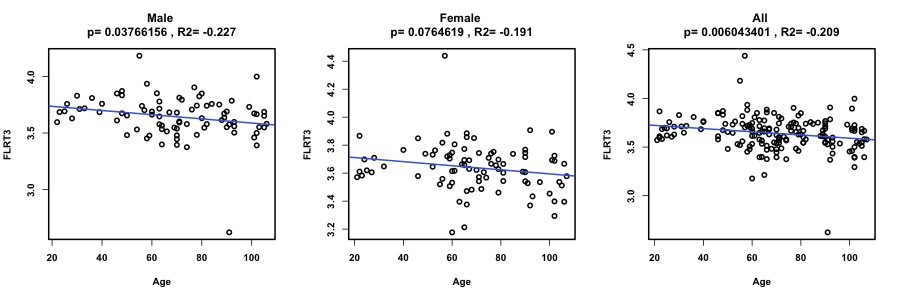 Male
p= 0.03766156 , R2= -0.227
FLRT3
4.0
3.5
3.0
20 40 60 80 100
Age
Female
p= 0.0764619 , R2= -0.191
FLRT3
4.4
4.2
4.0
3.8
3.6
3.4
3.2
20 40 60 80 100
Age
All
p= 0.006043401 , R2= -0.209
FLRT3
4.5
4.0
3.5
3.0
20 40 60 80 100
Age